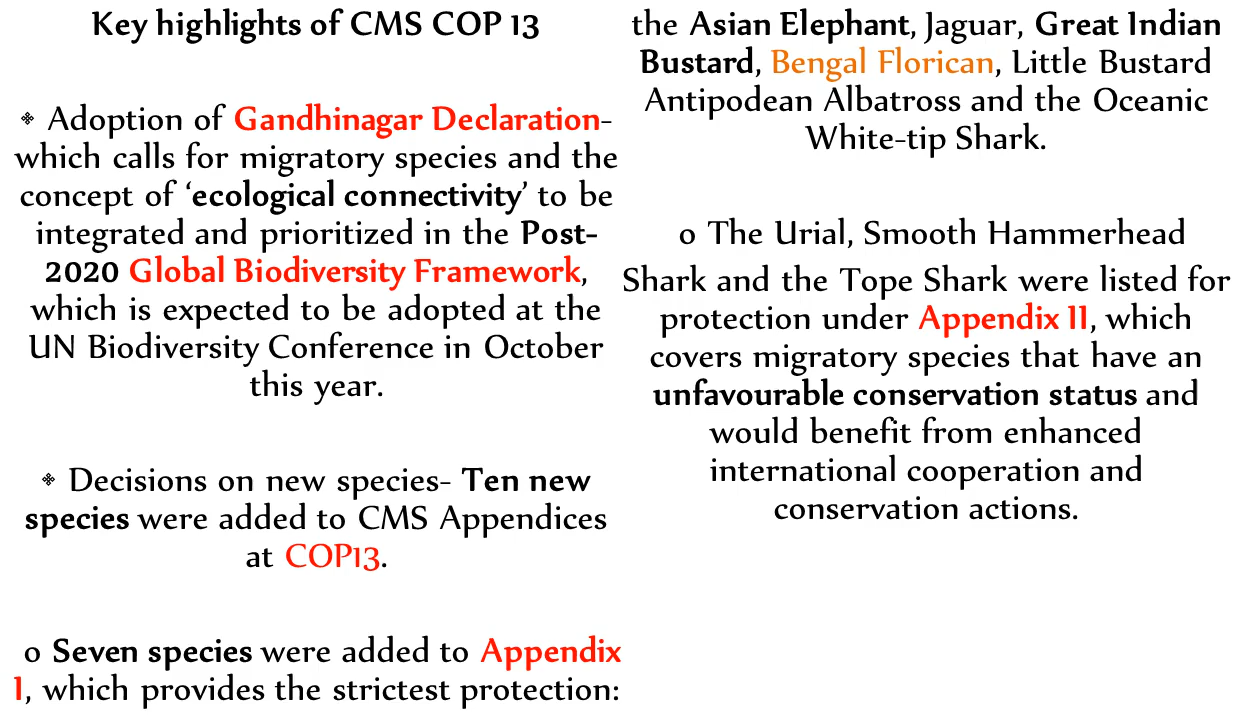 Key highlights of CMS COP 13
❖ Adoption of Gandhinagar Declaration-
which calls for migratory species and the
concept of ‘ecological connectivity’ to be
integrated and prioritized in the Post-
2020 Global Biodiversity Framework,
which is expected to be adopted at the
UN Biodiversity Conference in October
this year.
❖ Decisions on new species- Ten new
species were added to CMS Appendices
at COP13.
o Seven species were added to Appendix
I, which provides the strictest protection:
the Asian Elephant, Jaguar, Great Indian
Bustard, Bengal Florican, Little Bustard
Antipodean Albatross and the Oceanic
White-tip Shark.
o The Urial, Smooth Hammerhead
Shark and the Tope Shark were listed for
protection under Appendix II, which
covers migratory species that have an
unfavourable conservation status and
would benefit from enhanced
international cooperation and
conservation actions.